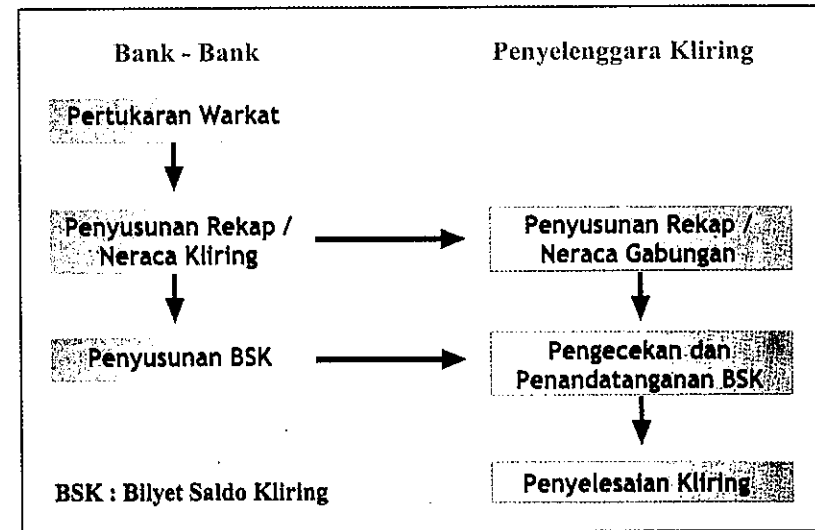 Bank - Bank
Penyelenggara Kliring
Pertukaran Warkat
Penyusunan Rekap /
Neraca Kliring
Penyusunan Rekap /
Neraca Gabungan
Penyusunan BSK
Pengecekan dan
Penandatanganan BSK
BSK : Bilyet Saldo Kliring
Penyelesaian Kliring